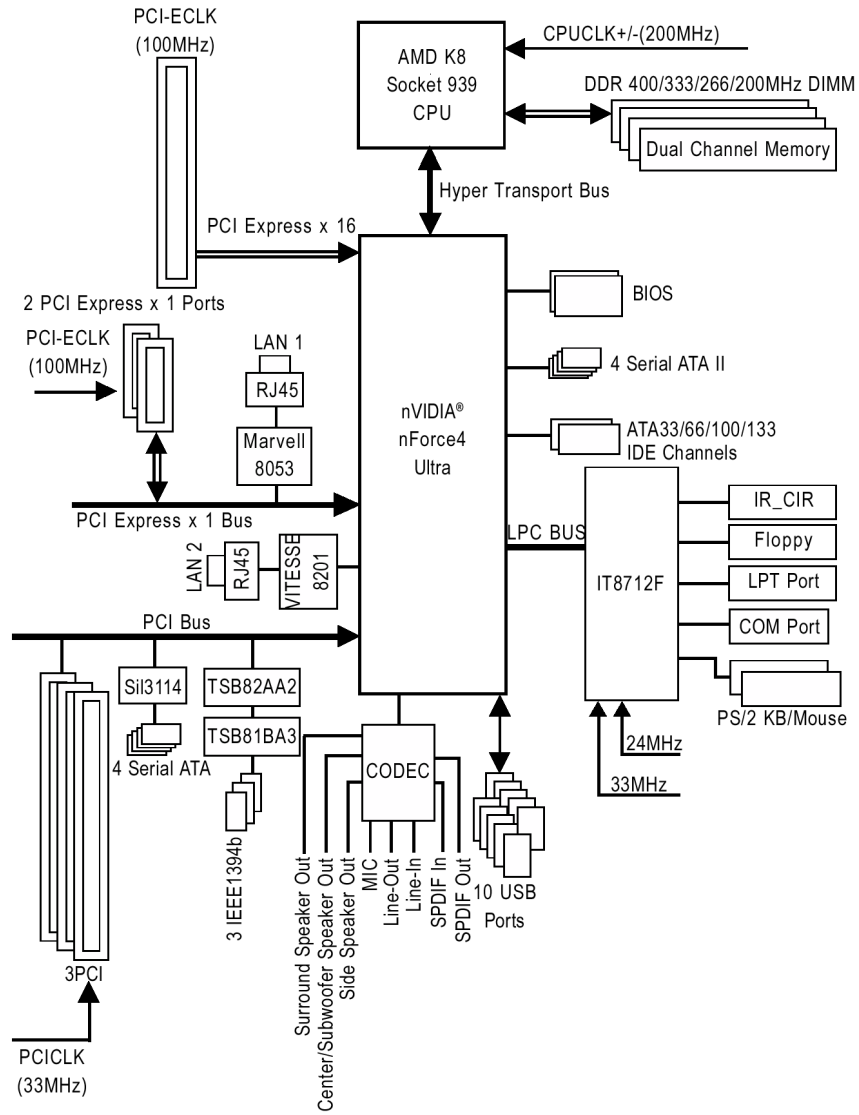 PCI-ECLK
(100MHz)
AMD K8
Socket 939
CPU
CPUCLK+/-(200MHz)
DDR 400/333/266/200MHz DIMM
Dual Channel Memory
Hyper Transport Bus
PCI Express x 16
2 PCI Express x 1 Ports
PCI-ECLK
(100MHz)
LAN 1
RJ45
Marvell
8053
nVIDIA®
nForce4
Ultra
BIOS
4 Serial ATA II
ATA33/66/100/133
IDE Channels
PCI Express x 1 Bus
LAN 2
RJ45
VITESSE
8201
LPC BUS
IT8712F
IR_CIR
Floppy
LPT Port
COM Port
PS/2 KB/Mouse
24MHz
33MHz
PCI Bus
Sil3114
4 Serial ATA
TSB82AA2
TSB81BA3
3 IEEE1394b
CODEC
Surround Speaker Out
Center/Subwoofer Speaker Out
Side Speaker Out
MIC
Line-Out
Line-In
SPDIF In
SPDIF Out
10 USB
Ports
3PCI
PCICLK
(33MHz)